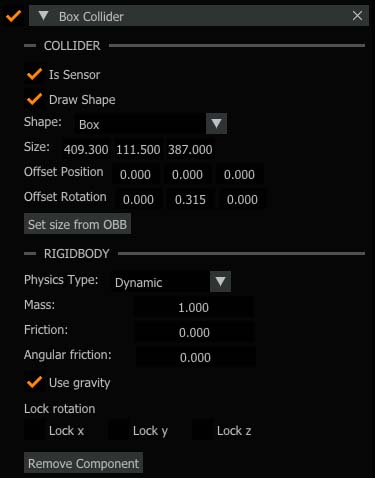 Box Collider
COLLIDER
Is Sensor
Draw Shape
Shape: Box
Size: 409.300 111.500 387.000
Offset Position 0.000 0.000 0.000
Offset Rotation 0.000 0.315 0.000
Set size from OBB
RIGIDBODY
Physics Type: Dynamic
Mass: 1.000
Friction: 0.000
Angular friction: 0.000
Use gravity
Lock rotation
Lock x Lock y Lock z
Remove Component